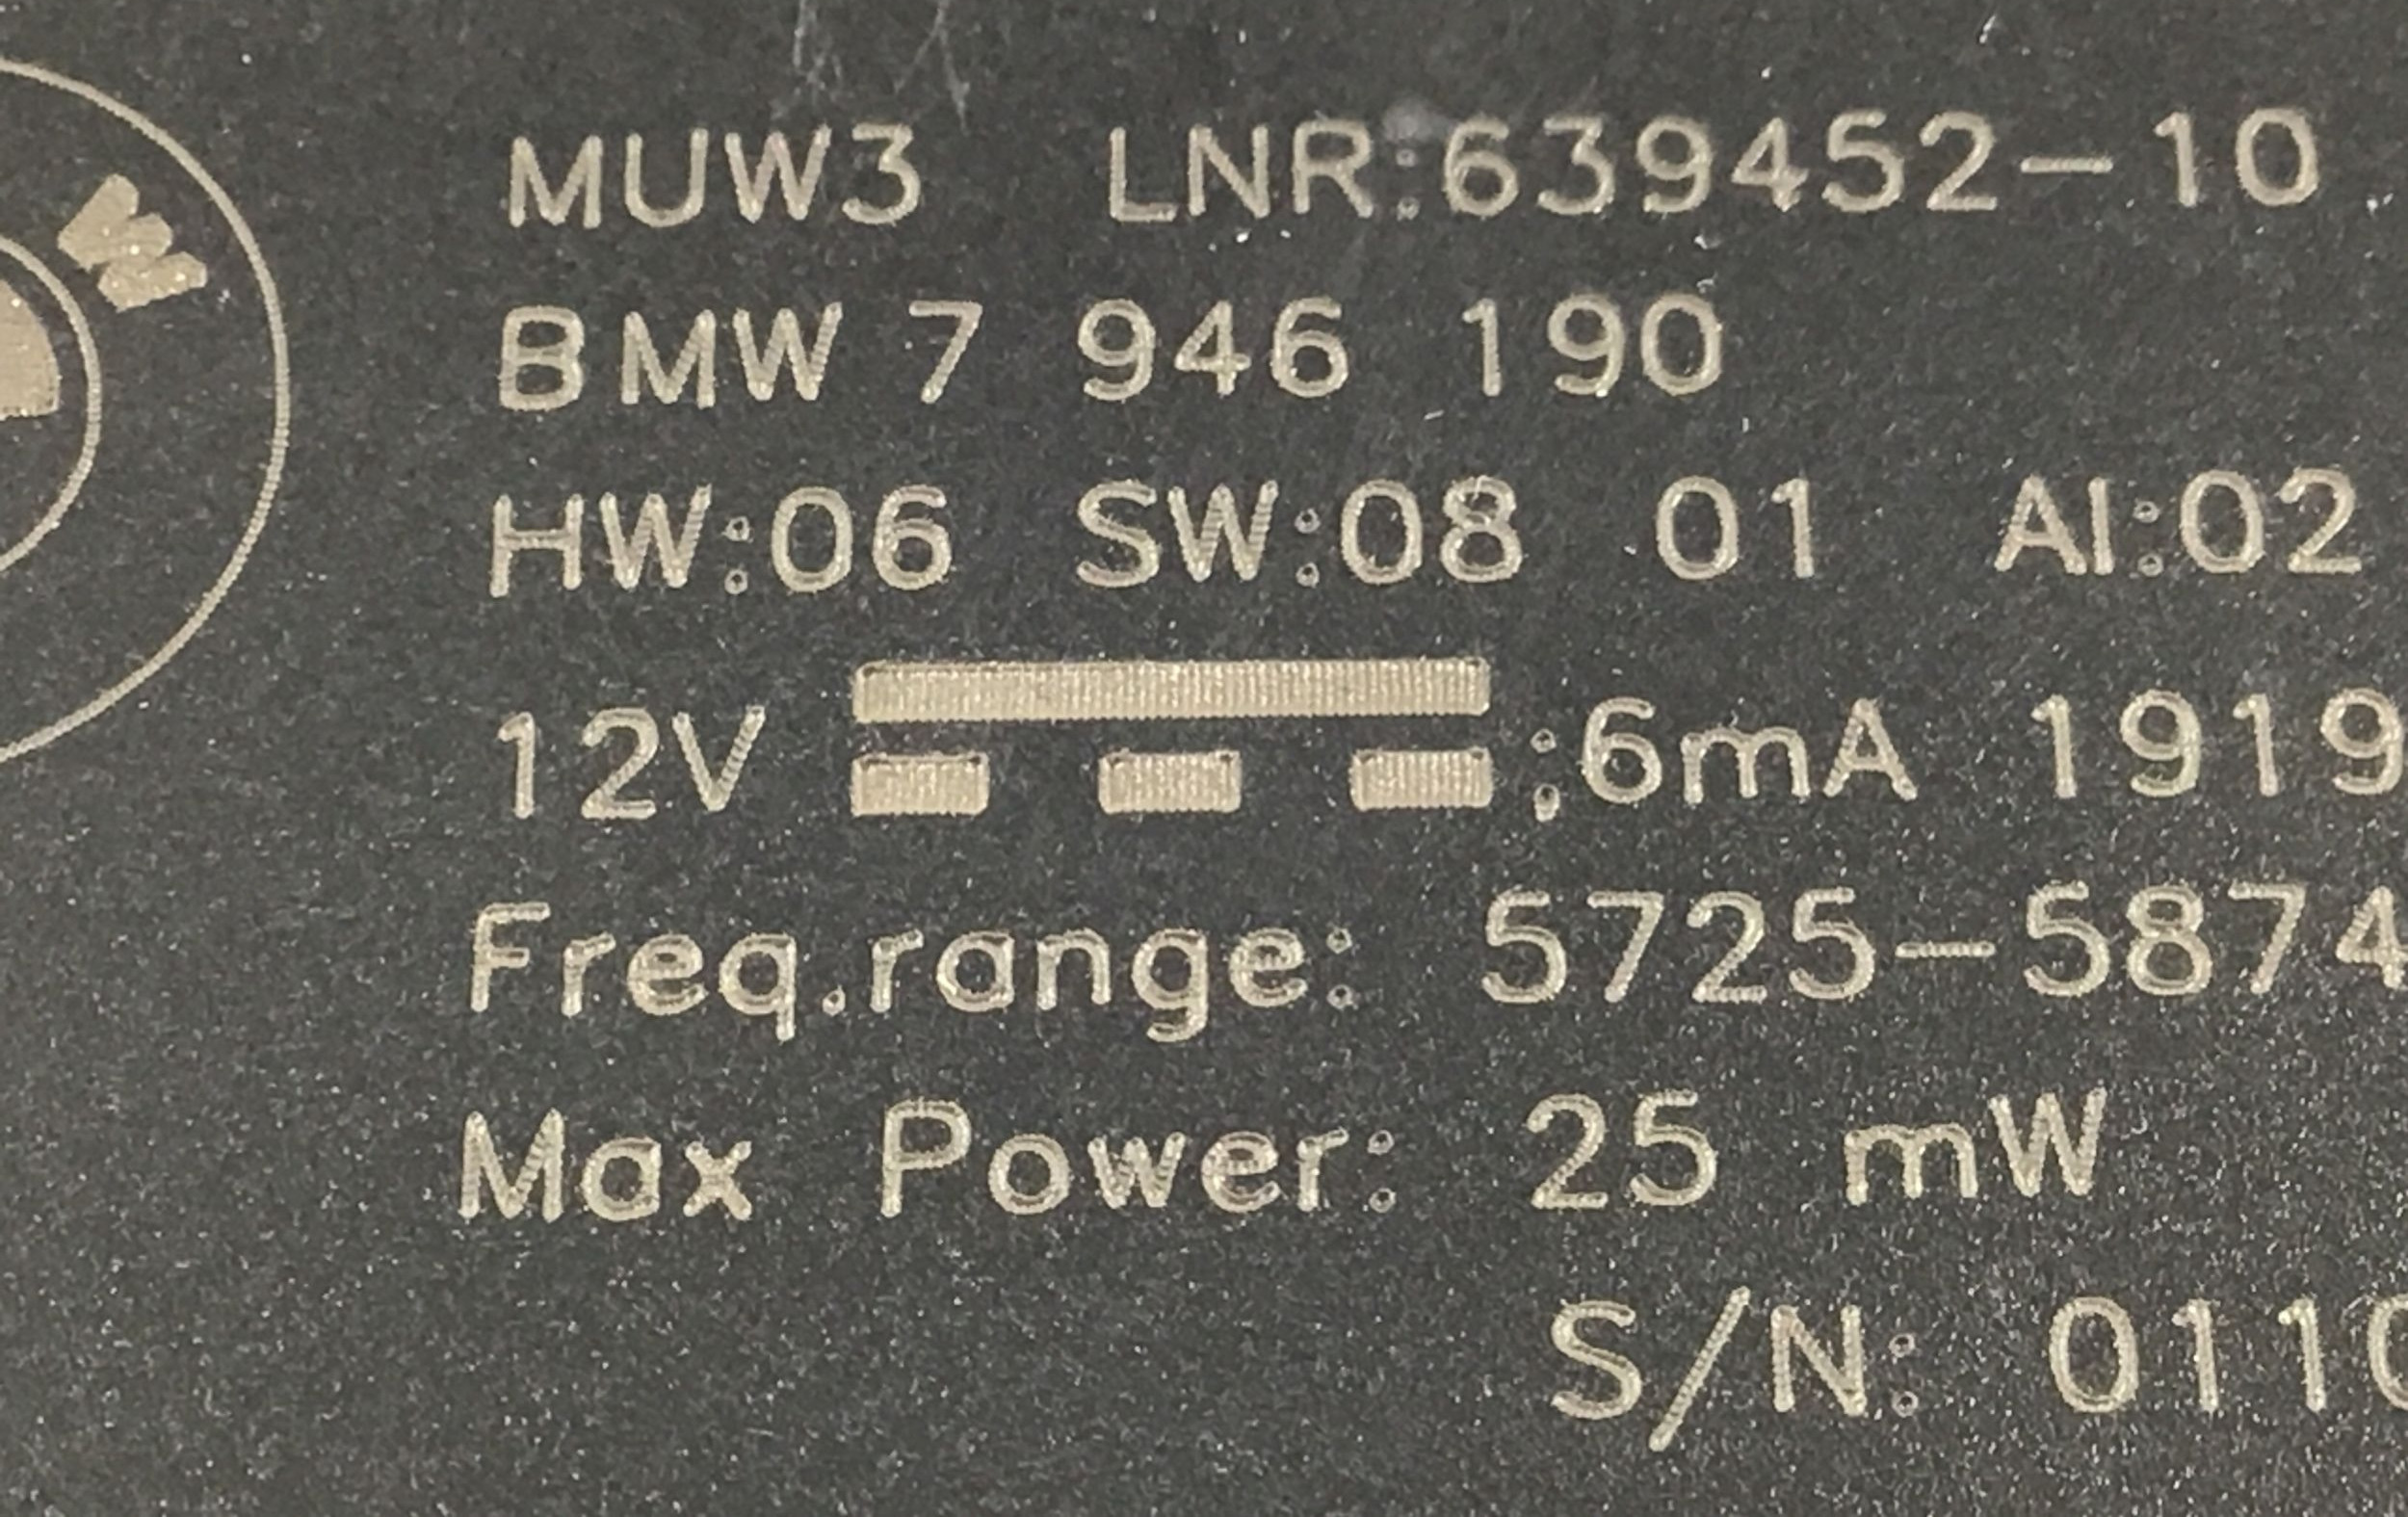 W
MUW3 LNR:639452-10
BMW 7 946 190
HW:06 SW:08 01 AI:02
12V ;6mA 1919
Freq.range: 5725-5874
Max Power: 25 mW
S/N: 0110